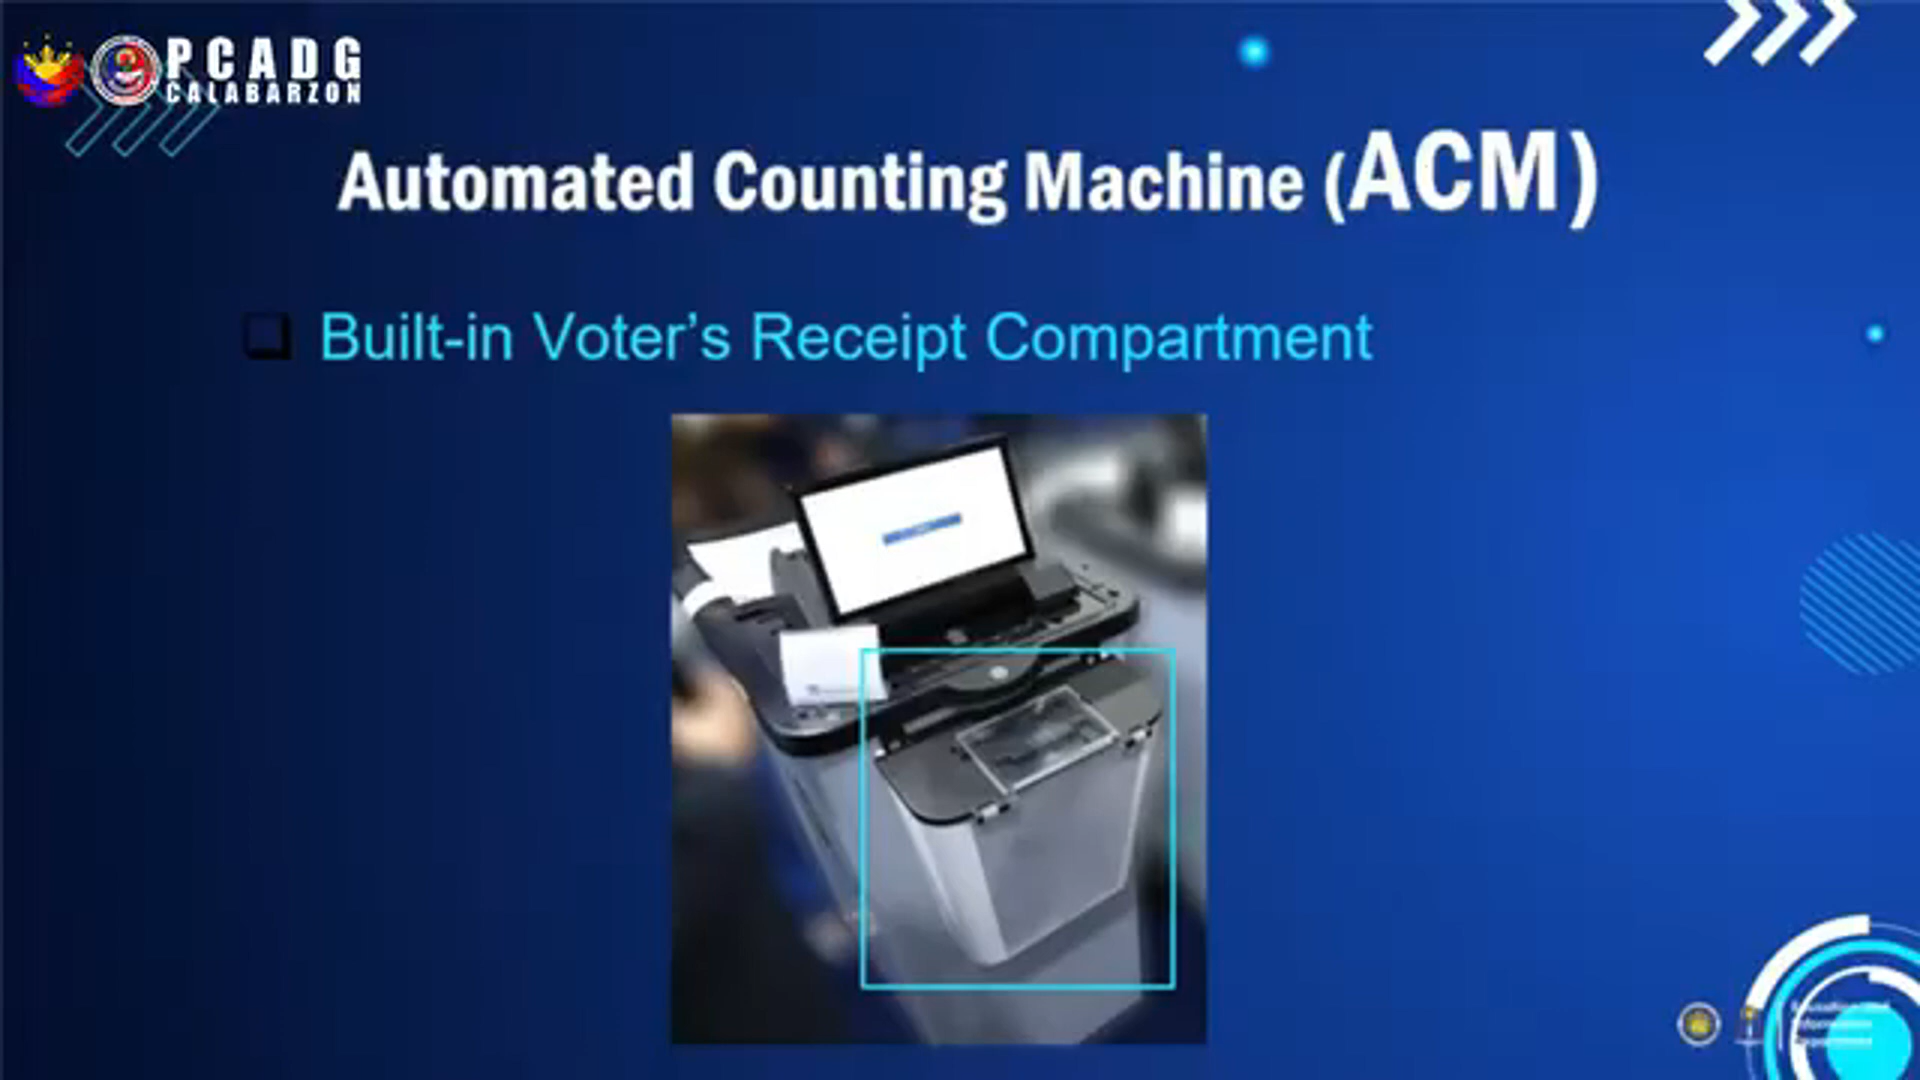 PCADG
CALABARZON
Automated Counting Machine (ACM)
Built-in Voter's Receipt Compartment